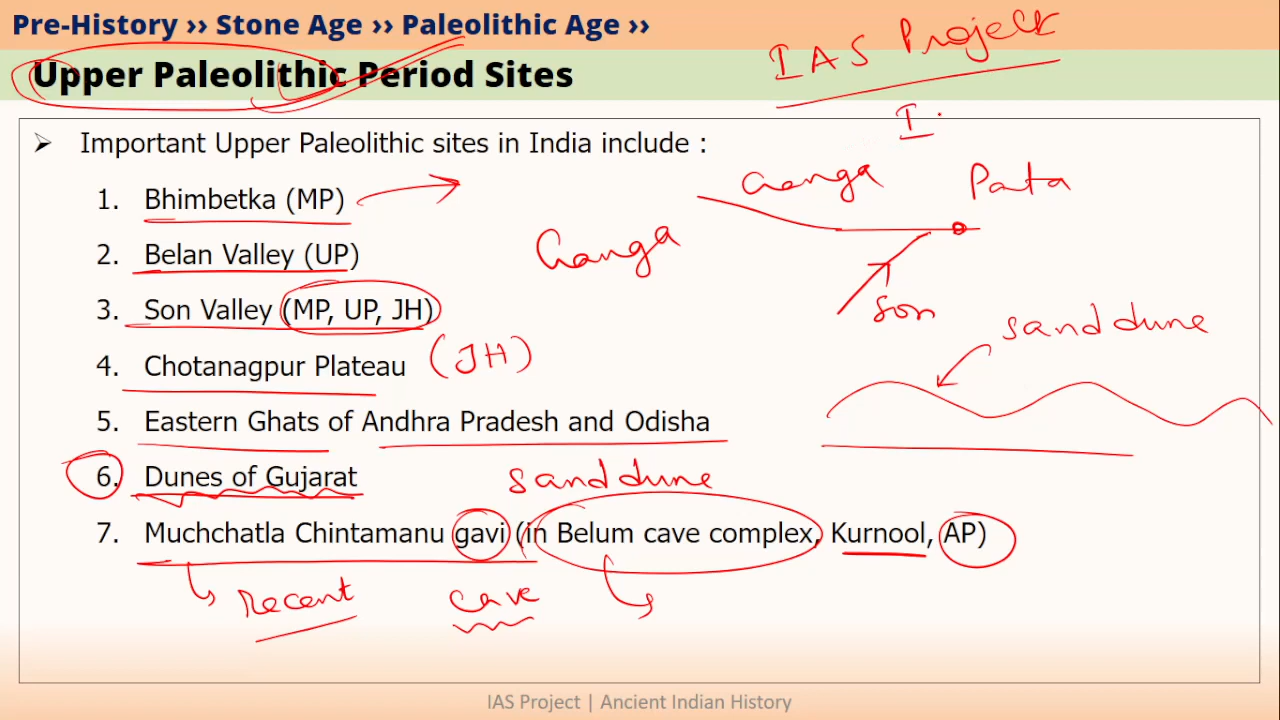 Pre-History ›› Stone Age ›› Paleolithic Age ››
IAS Projelk
Upper Paleolithic Period Sites
I
➢ Important Upper Paleolithic sites in India include :
Ganga
Pata
1. Bhimbetka (MP)
Ganga
2. Belan Valley (UP)
3. Son Valley (MP, UP, JH)
Son
sand dune
4. Chotanagpur Plateau (JH)
5. Eastern Ghats of Andhra Pradesh and Odisha
6. Dunes of Gujarat
sand dune
7. Muchchatla Chintamanu gavi (in Belum cave complex, Kurnool, AP)
recent
cave
IAS Project | Ancient Indian History